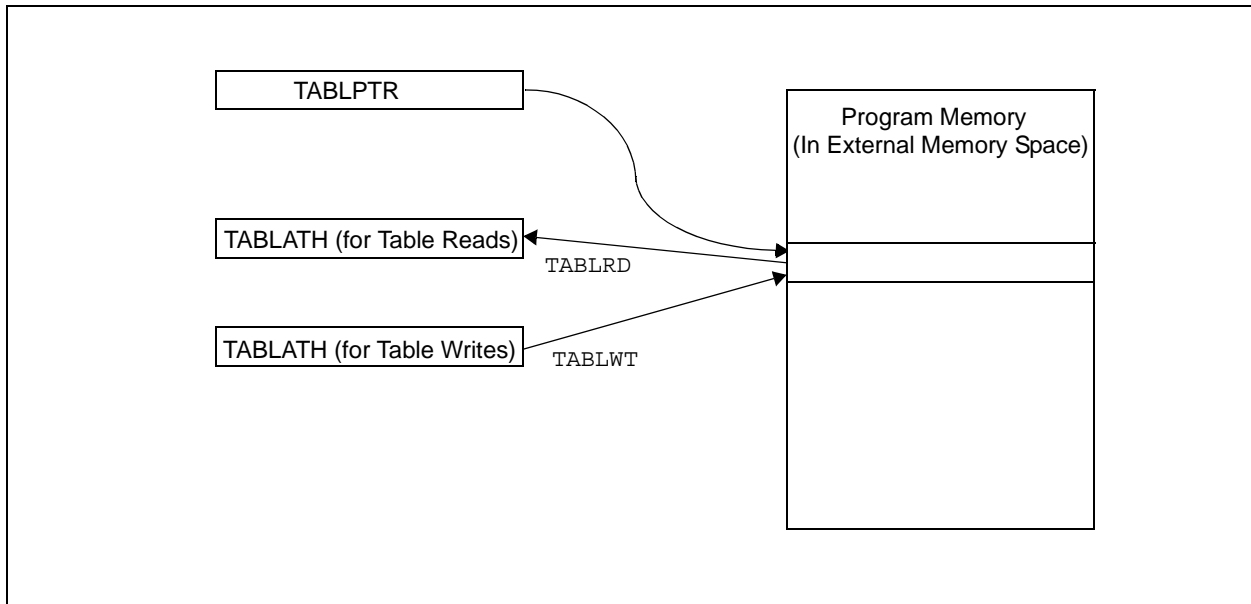 TABLPTR
Program Memory
(In External Memory Space)
TABLATH (for Table Reads)
TABLRD
TABLATH (for Table Writes)
TABLWT